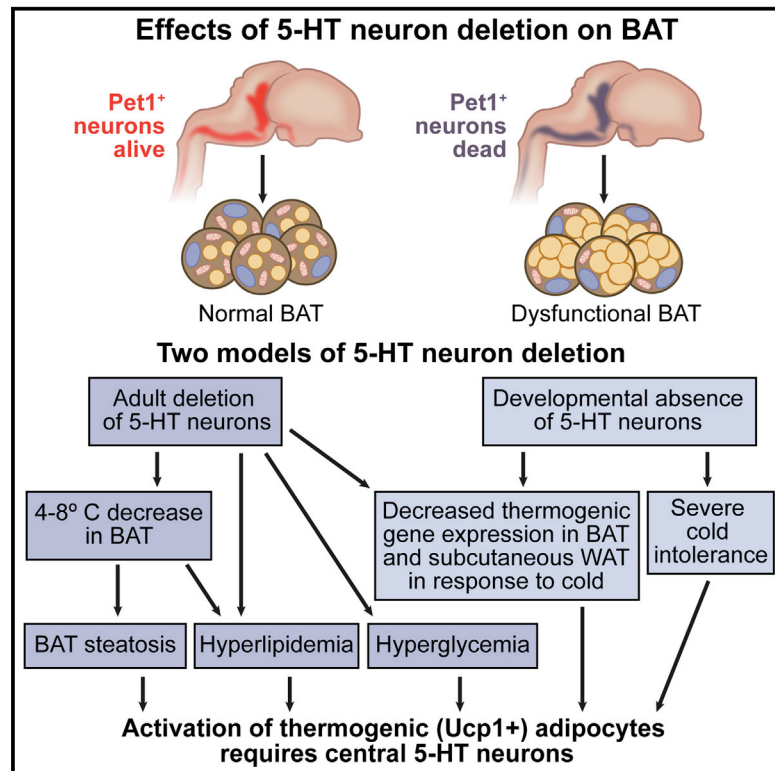 Effects of 5-HT neuron deletion on BAT
Pet1⁺
neurons
alive
Pet1⁺
neurons
dead
Normal BAT
Dysfunctional BAT
Two models of 5-HT neuron deletion
Adult deletion
of 5-HT neurons
Developmental absence
of 5-HT neurons
4-8º C decrease
in BAT
Decreased thermogenic
gene expression in BAT
and subcutaneous WAT
in response to cold
Severe
cold
intolerance
BAT steatosis
Hyperlipidemia
Hyperglycemia
Activation of thermogenic (Ucp1+) adipocytes
requires central 5-HT neurons